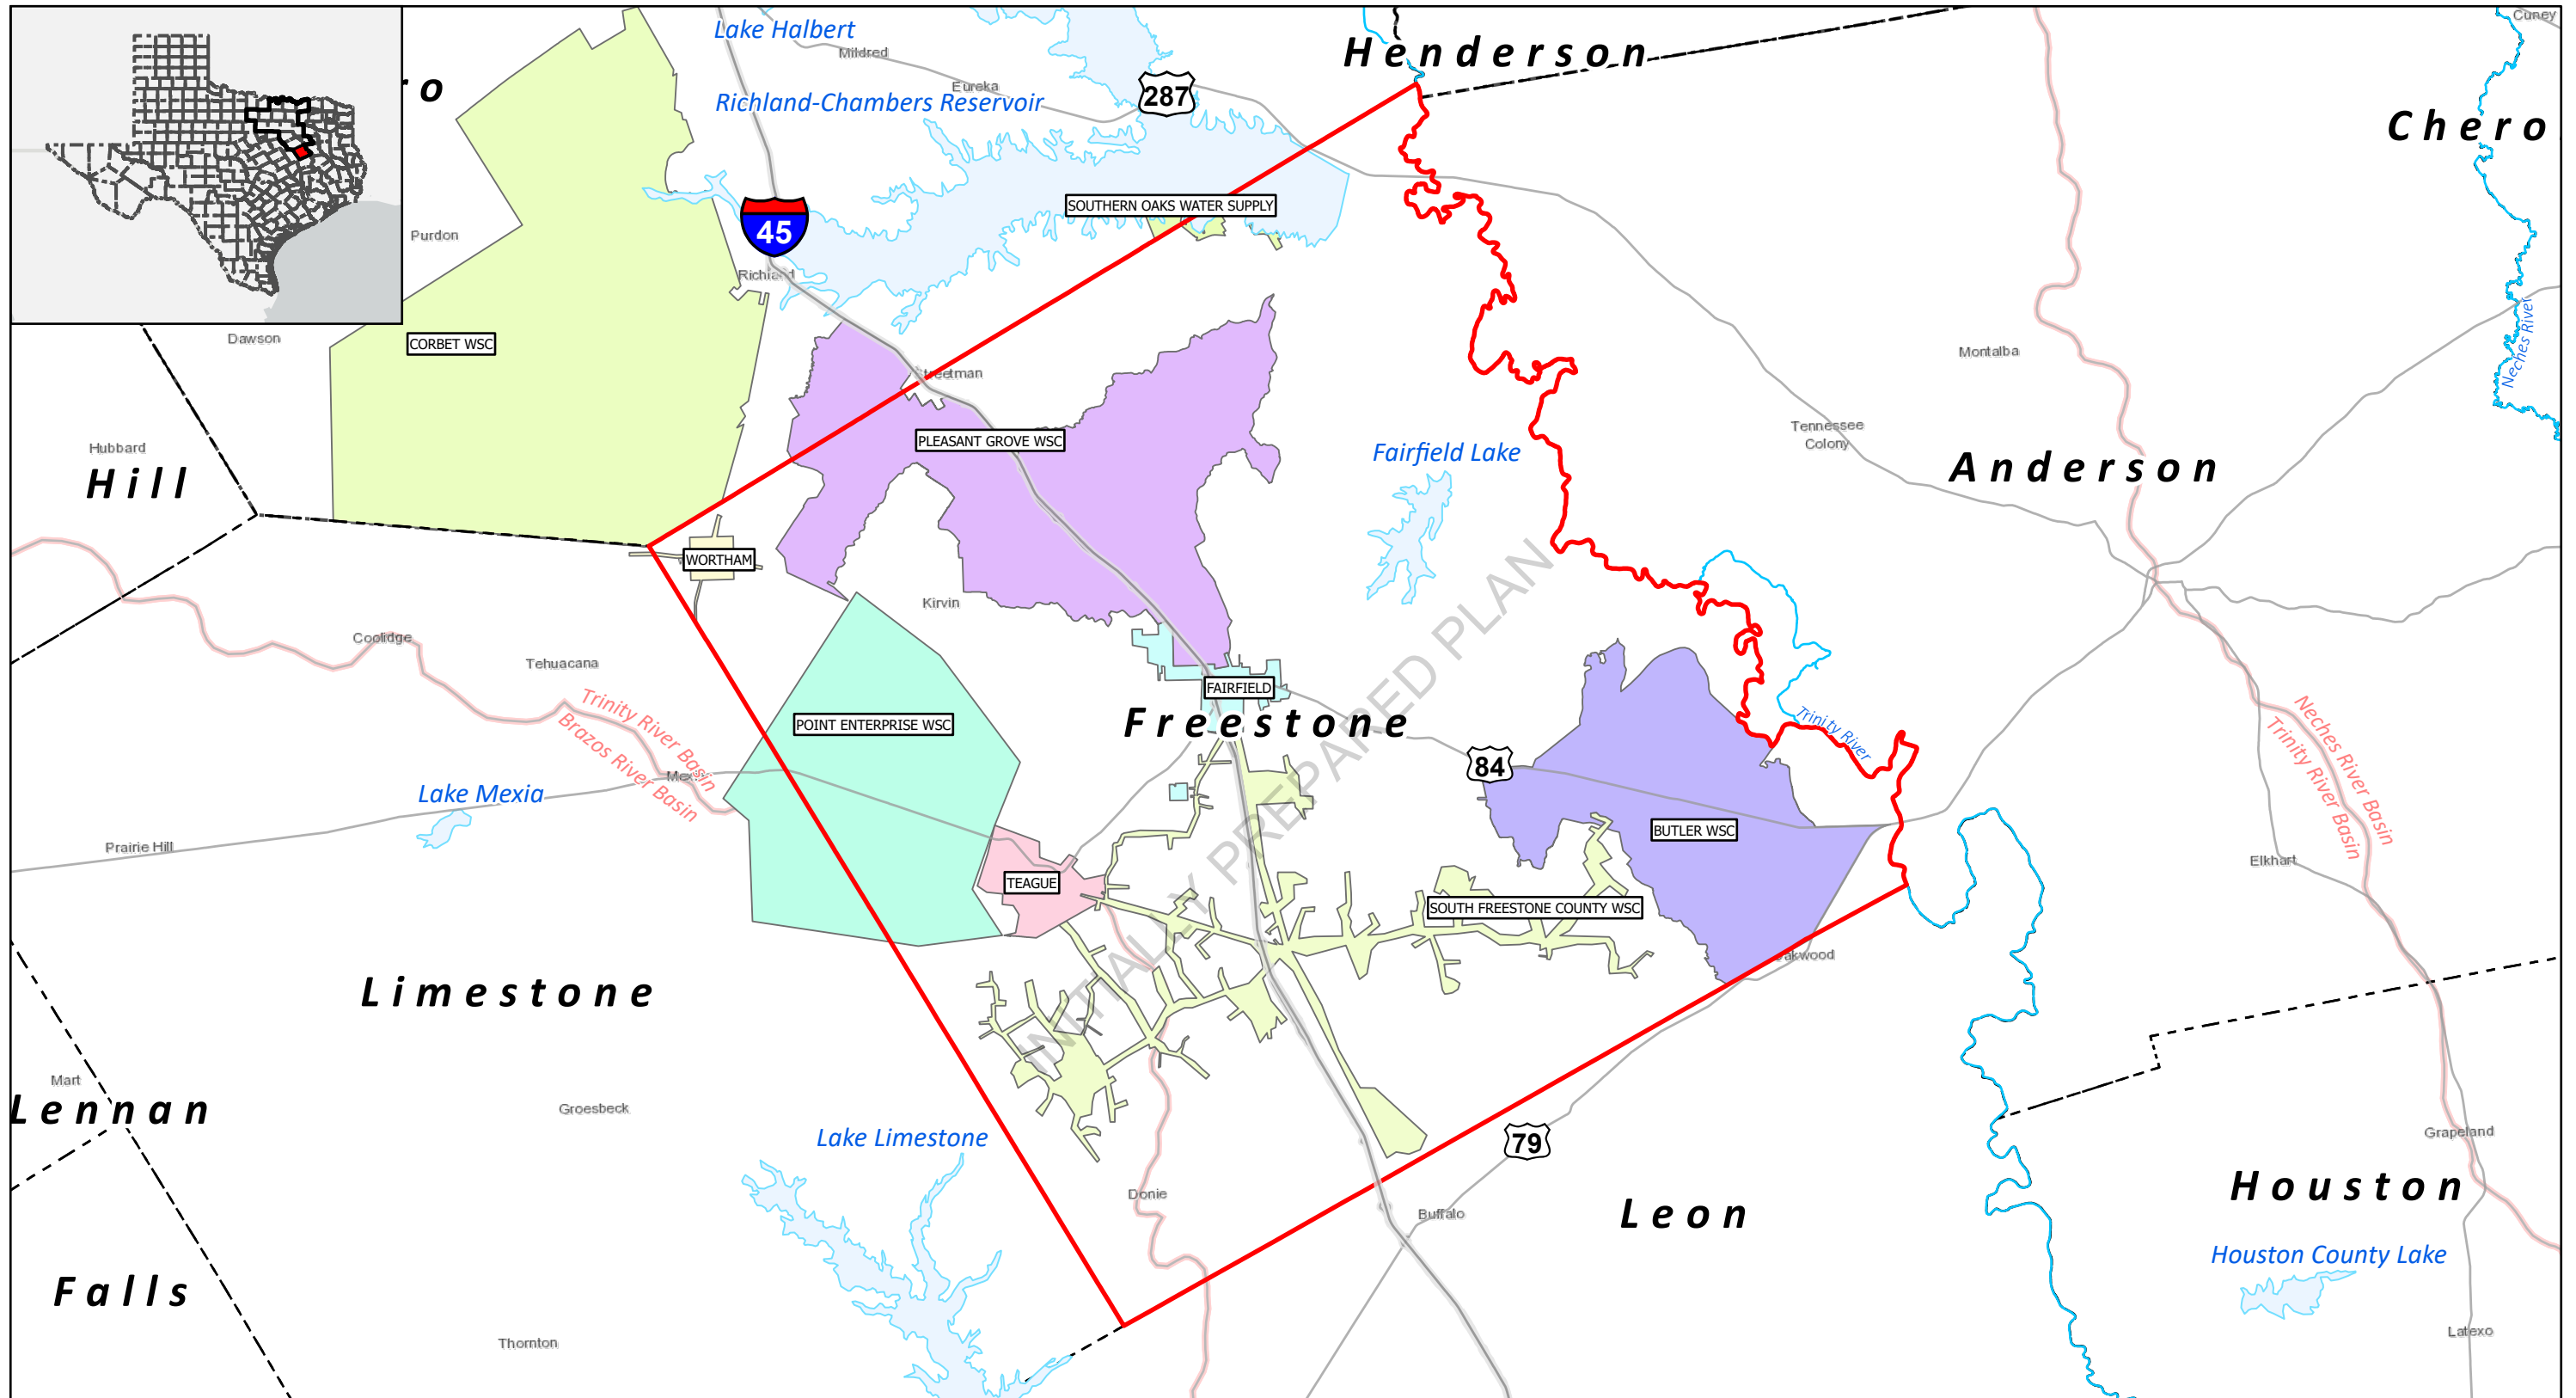 Lake Halbert
Mildred
Henderson
Cuney
ro
Eureka
287
Richland-Chambers Reservoir
Chero
SOUTHERN OAKS WATER SUPPLY
45
Purdon
Richland
Neches River
Dawson
CORBET WSC
Montalba
Streetman
Hubbard
PLEASANT GROVE WSC
Tennessee
Colony
Fairfield Lake
Hill
Anderson
WORTHAM
Kirvin
Coolidge
Tehuacana
FAIRFIELD
Trinity River Basin
Brazos River Basin
POINT ENTERPRISE WSC
Freestone
Trinity River
Neches River Basin
Trinity River Basin
84
Lake Mexia
BUTLER WSC
Prairie Hill
Elkhart
TEAGUE
SOUTH FREESTONE COUNTY WSC
Oakwood
INITIALLY PREPARED PLAN
Limestone
Mart
Lennan
Groesbeck
Lake Limestone
79
Grapeland
Donie
Houston
Buffalo
Leon
Houston County Lake
Falls
Thornton
Latexo